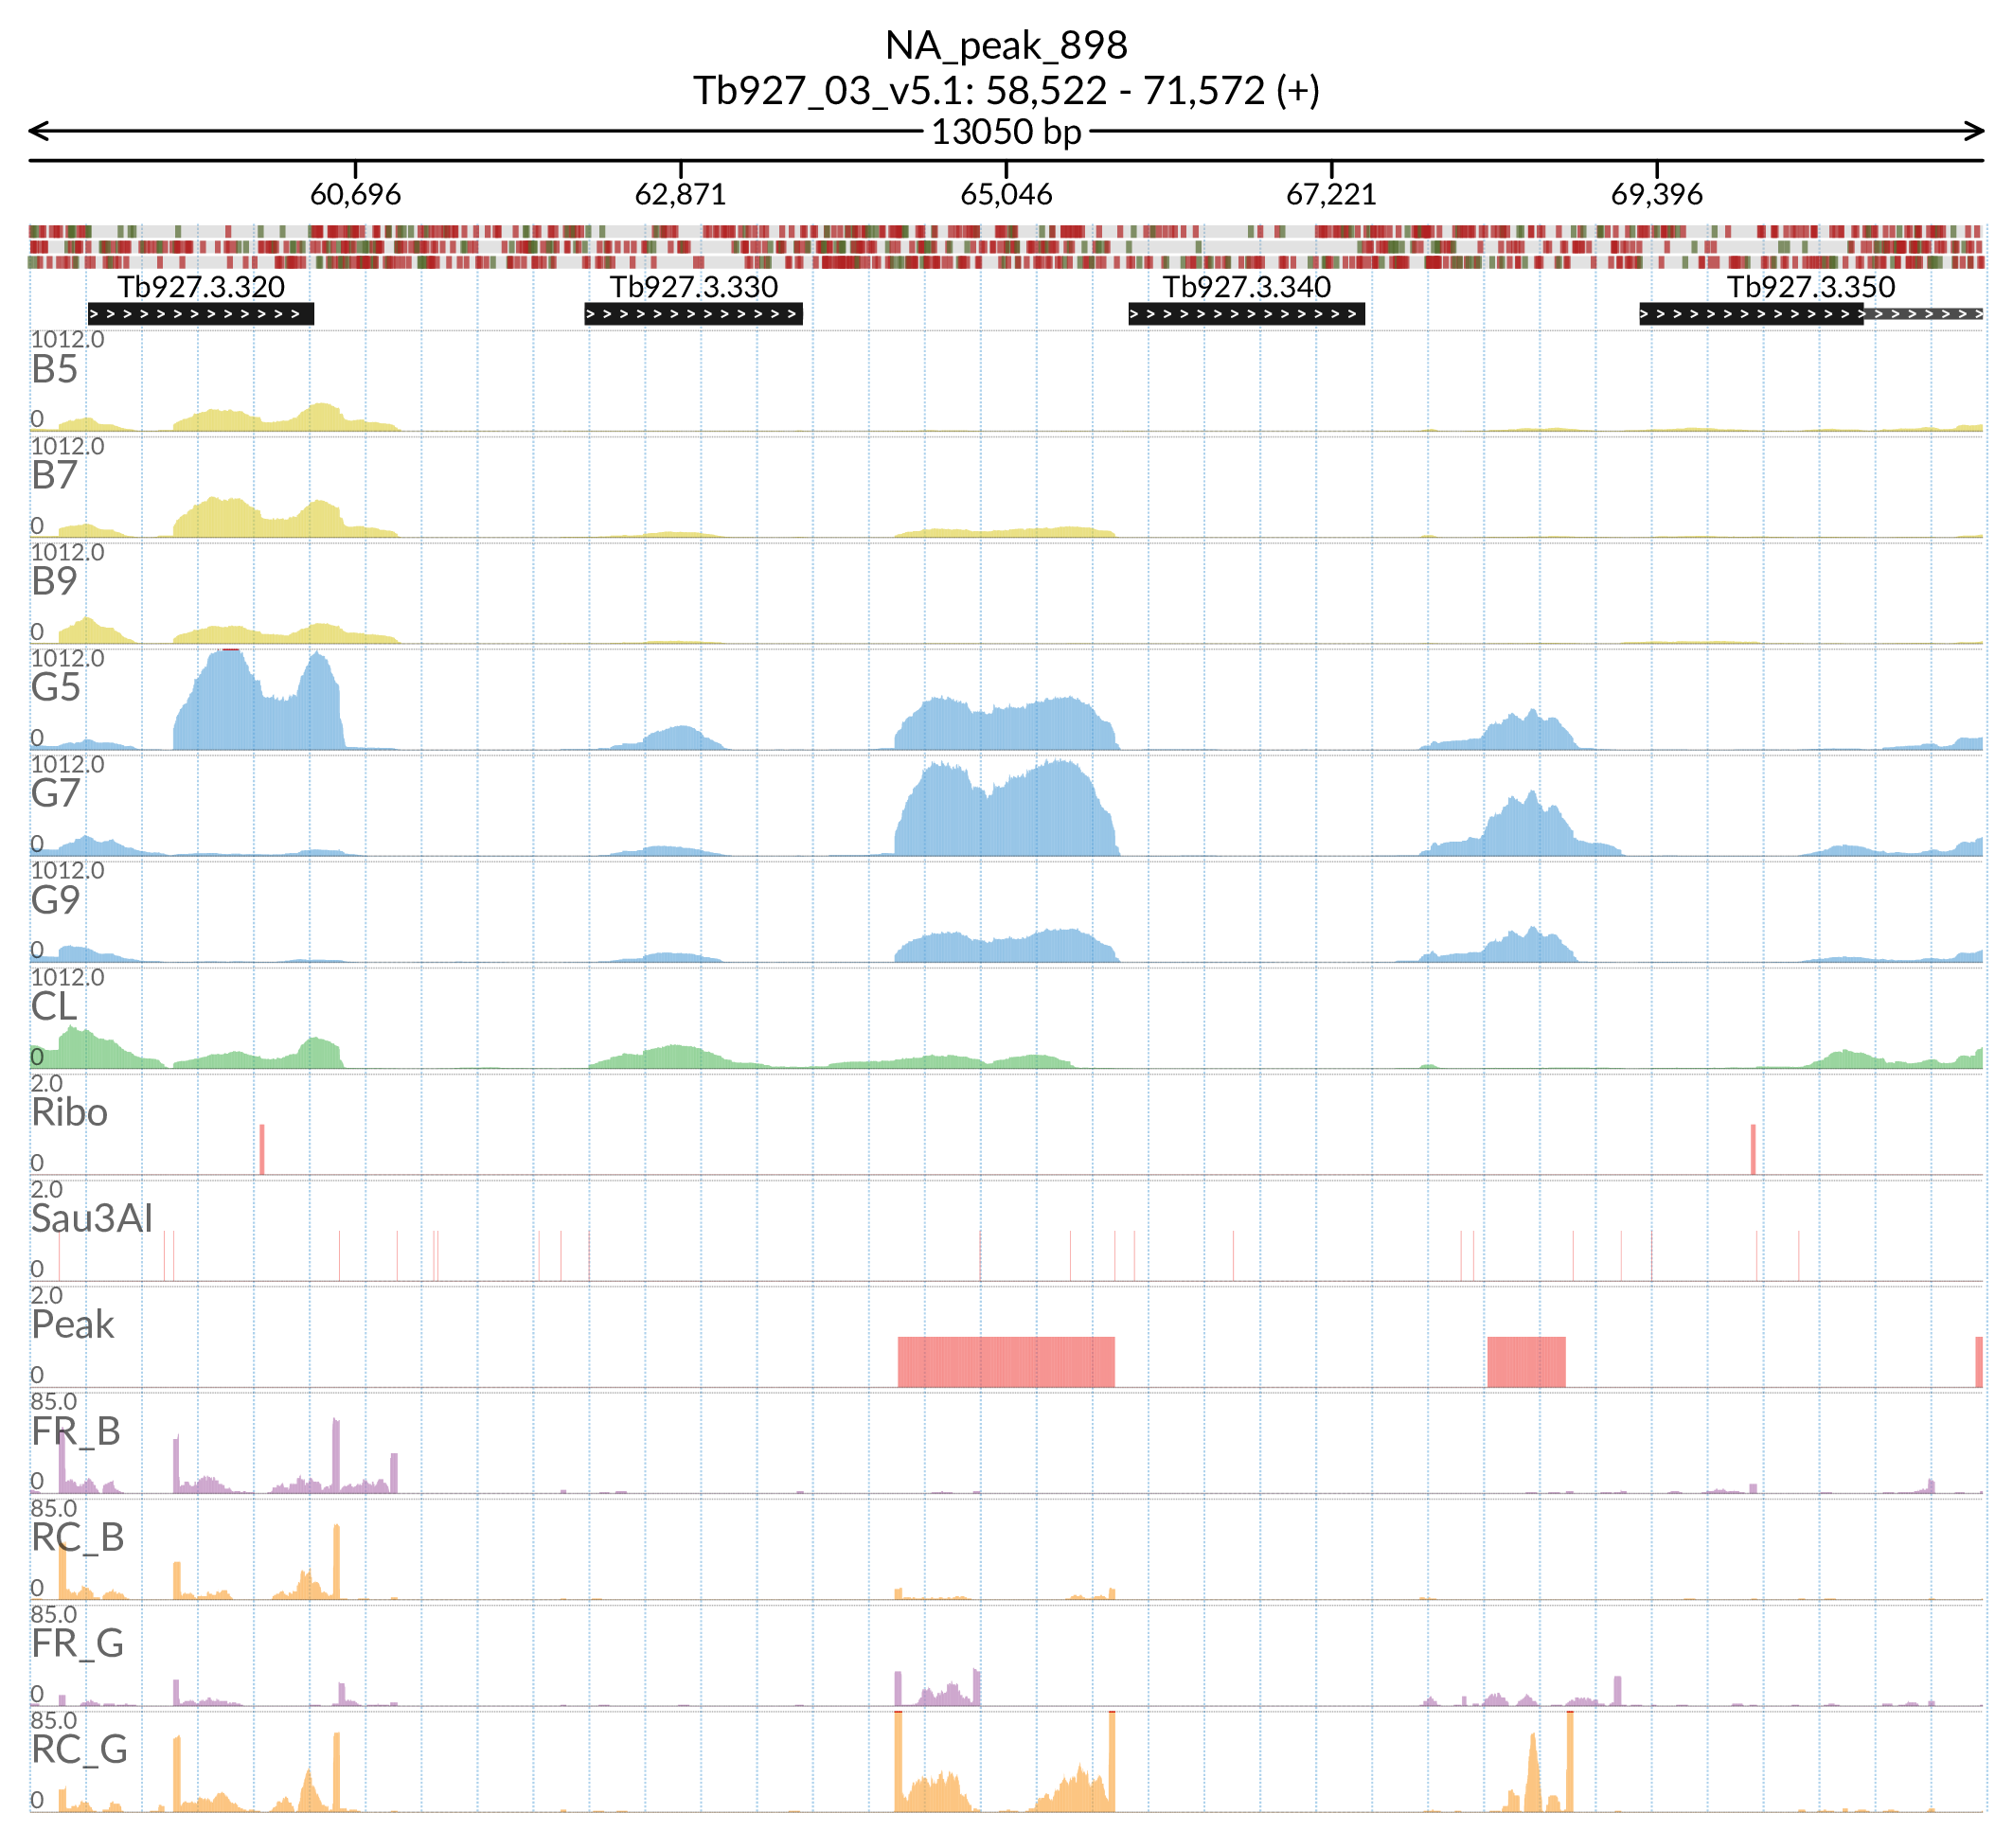 NA_peak_898
Tb927_03_v5.1: 58,522 - 71,572 (+)
13050 bp
60,696 62,871 65,046 67,221 69,396
Tb927.3.320 Tb927.3.330 Tb927.3.340 Tb927.3.350
1012.0
B5
0
1012.0
B7
0
1012.0
B9
0
1012.0
G5
0
1012.0
G7
0
1012.0
G9
0
1012.0
CL
0
2.0
Ribo
0
2.0
Sau3AI
0
2.0
Peak
0
85.0
FR_B
0
85.0
RC_B
0
85.0
FR_G
0
85.0
RC_G
0